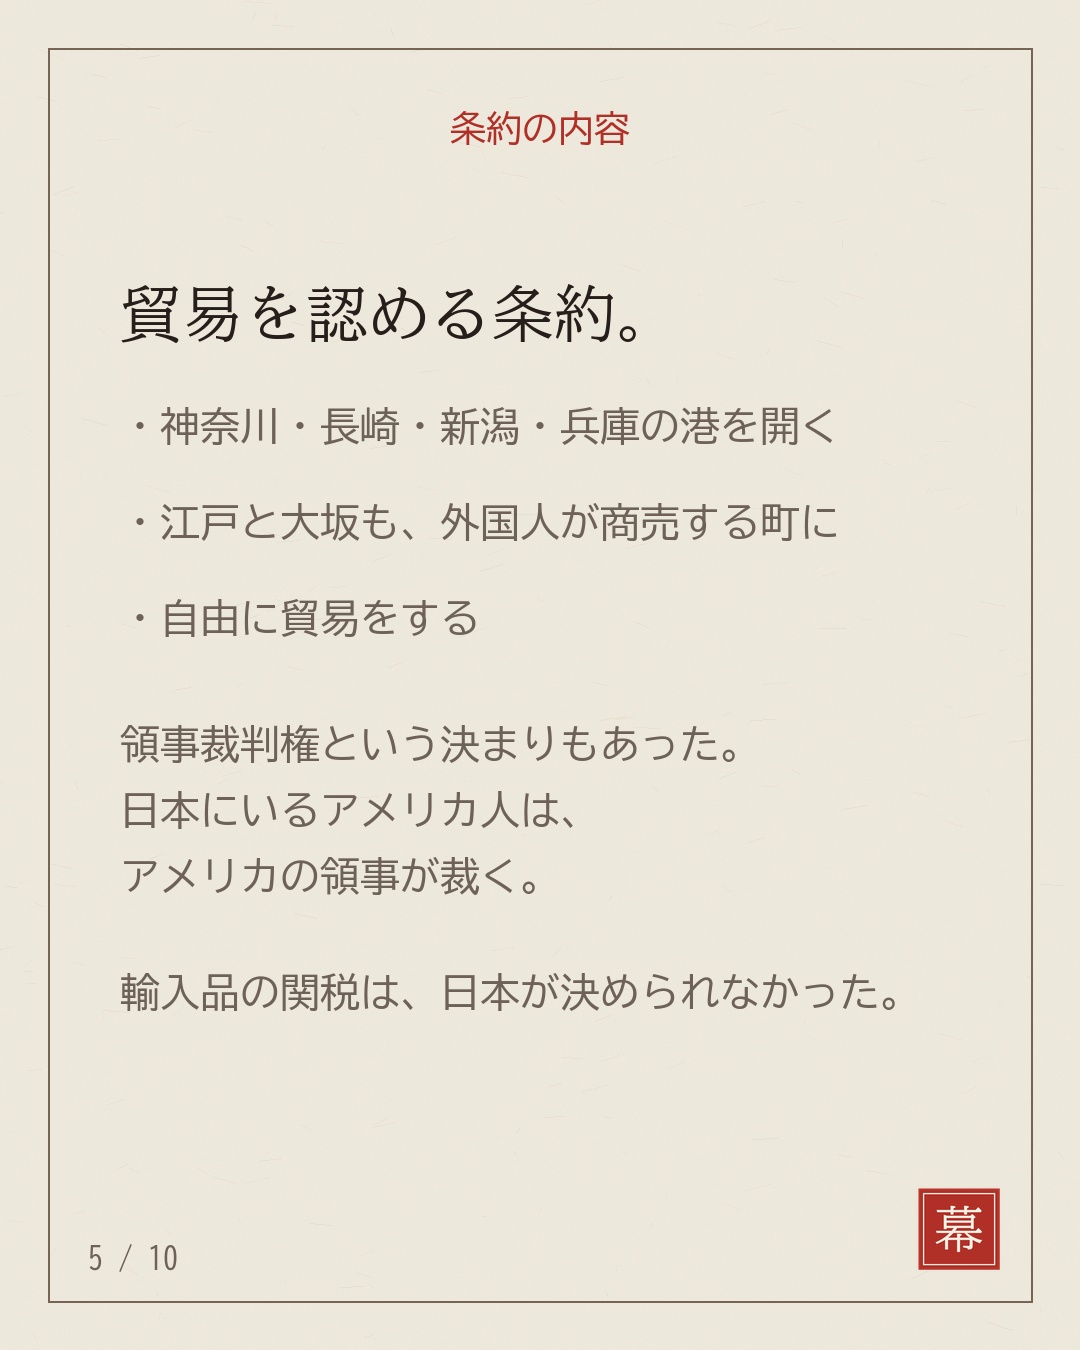 条約の内容
貿易を認める条約。
・神奈川・長崎・新潟・兵庫の港を開く
・江戸と大坂も、外国人が商売する町に
・自由に貿易をする
領事裁判権という決まりもあった。
日本にいるアメリカ人は、
アメリカの領事が裁く。
輸入品の関税は、日本が決められなかった。
幕
5 / 10